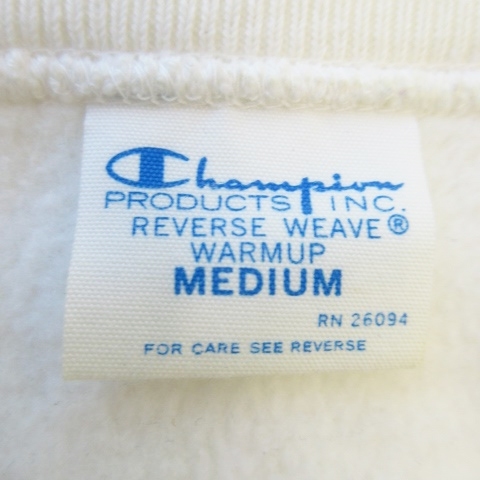 Champion
PRODUCTS INC.
REVERSE WEAVE®
WARMUP
MEDIUM
RN 26094
FOR CARE SEE REVERSE